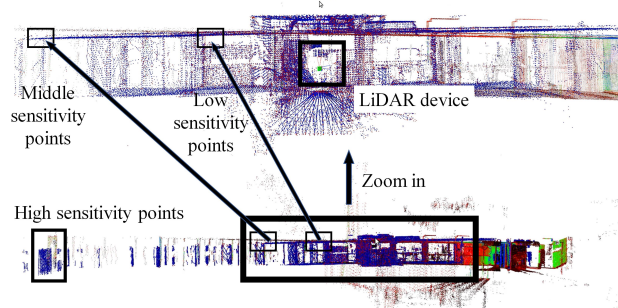 Middle
sensitivity
points
Low
sensitivity
points
LiDAR device
Zoom in
High sensitivity points